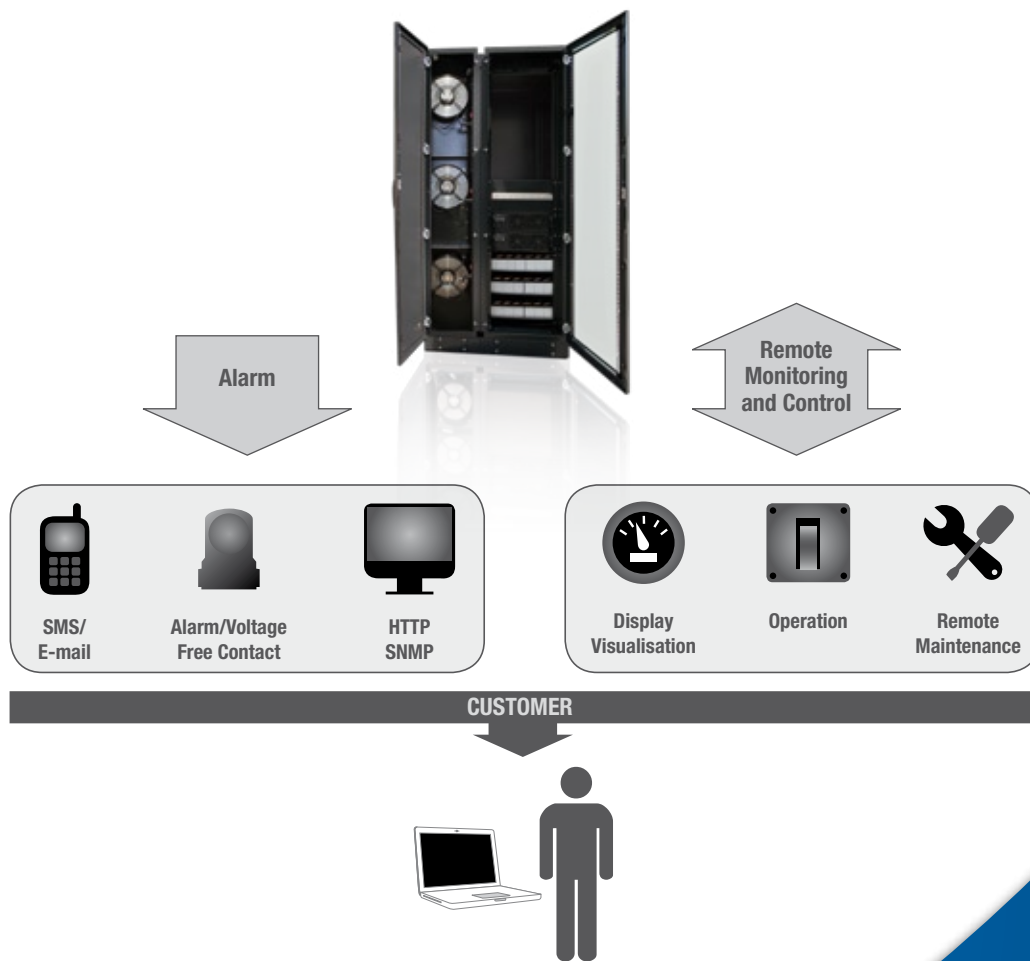 Alarm
Remote
Monitoring
and Control
SMS/
E-mail
Alarm/Voltage
Free Contact
HTTP
SNMP
Display
Visualisation
Operation
Remote
Maintenance
CUSTOMER